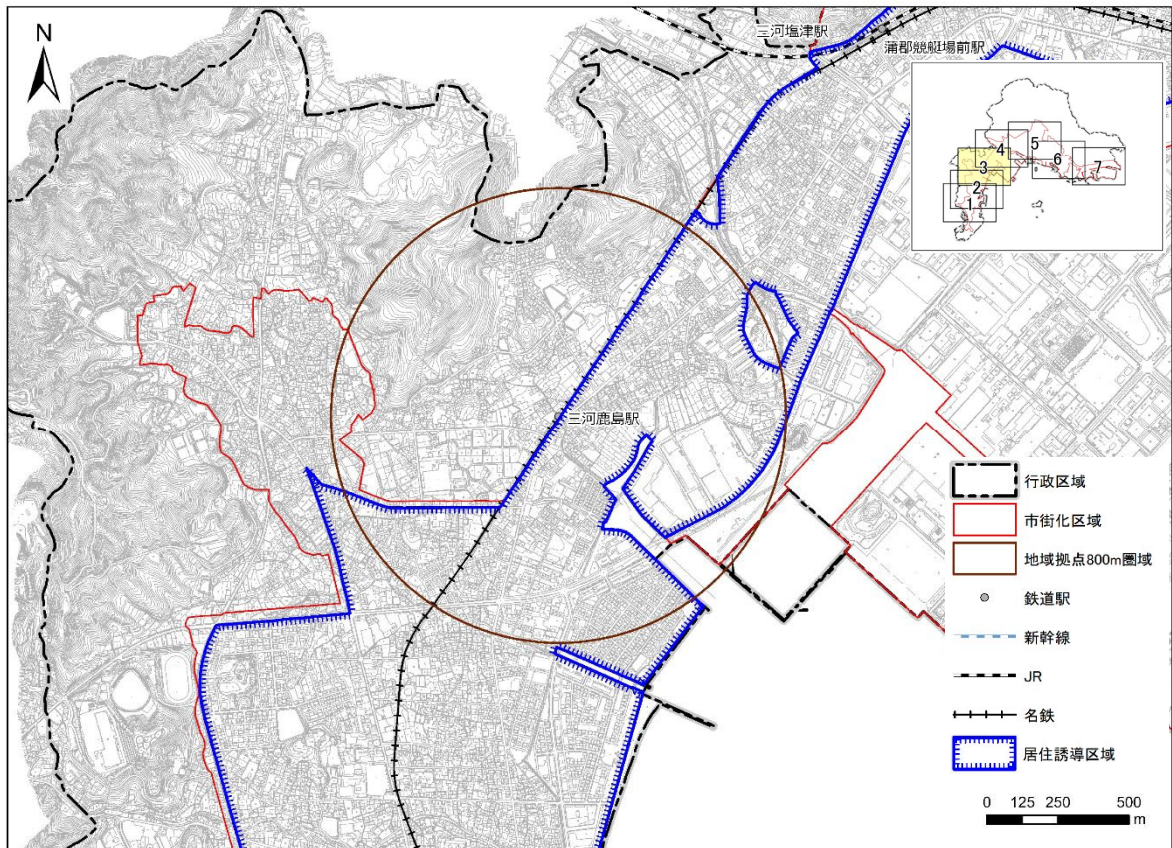 三河塩津駅
蒲郡競艇場前駅
N
5
4
6
7
3
2
1
三河鹿島駅
行政区域
市街化区域
地域拠点800m圏域
鉄道駅
新幹線
JR
名鉄
居住誘導区域
0 125 250 500
m